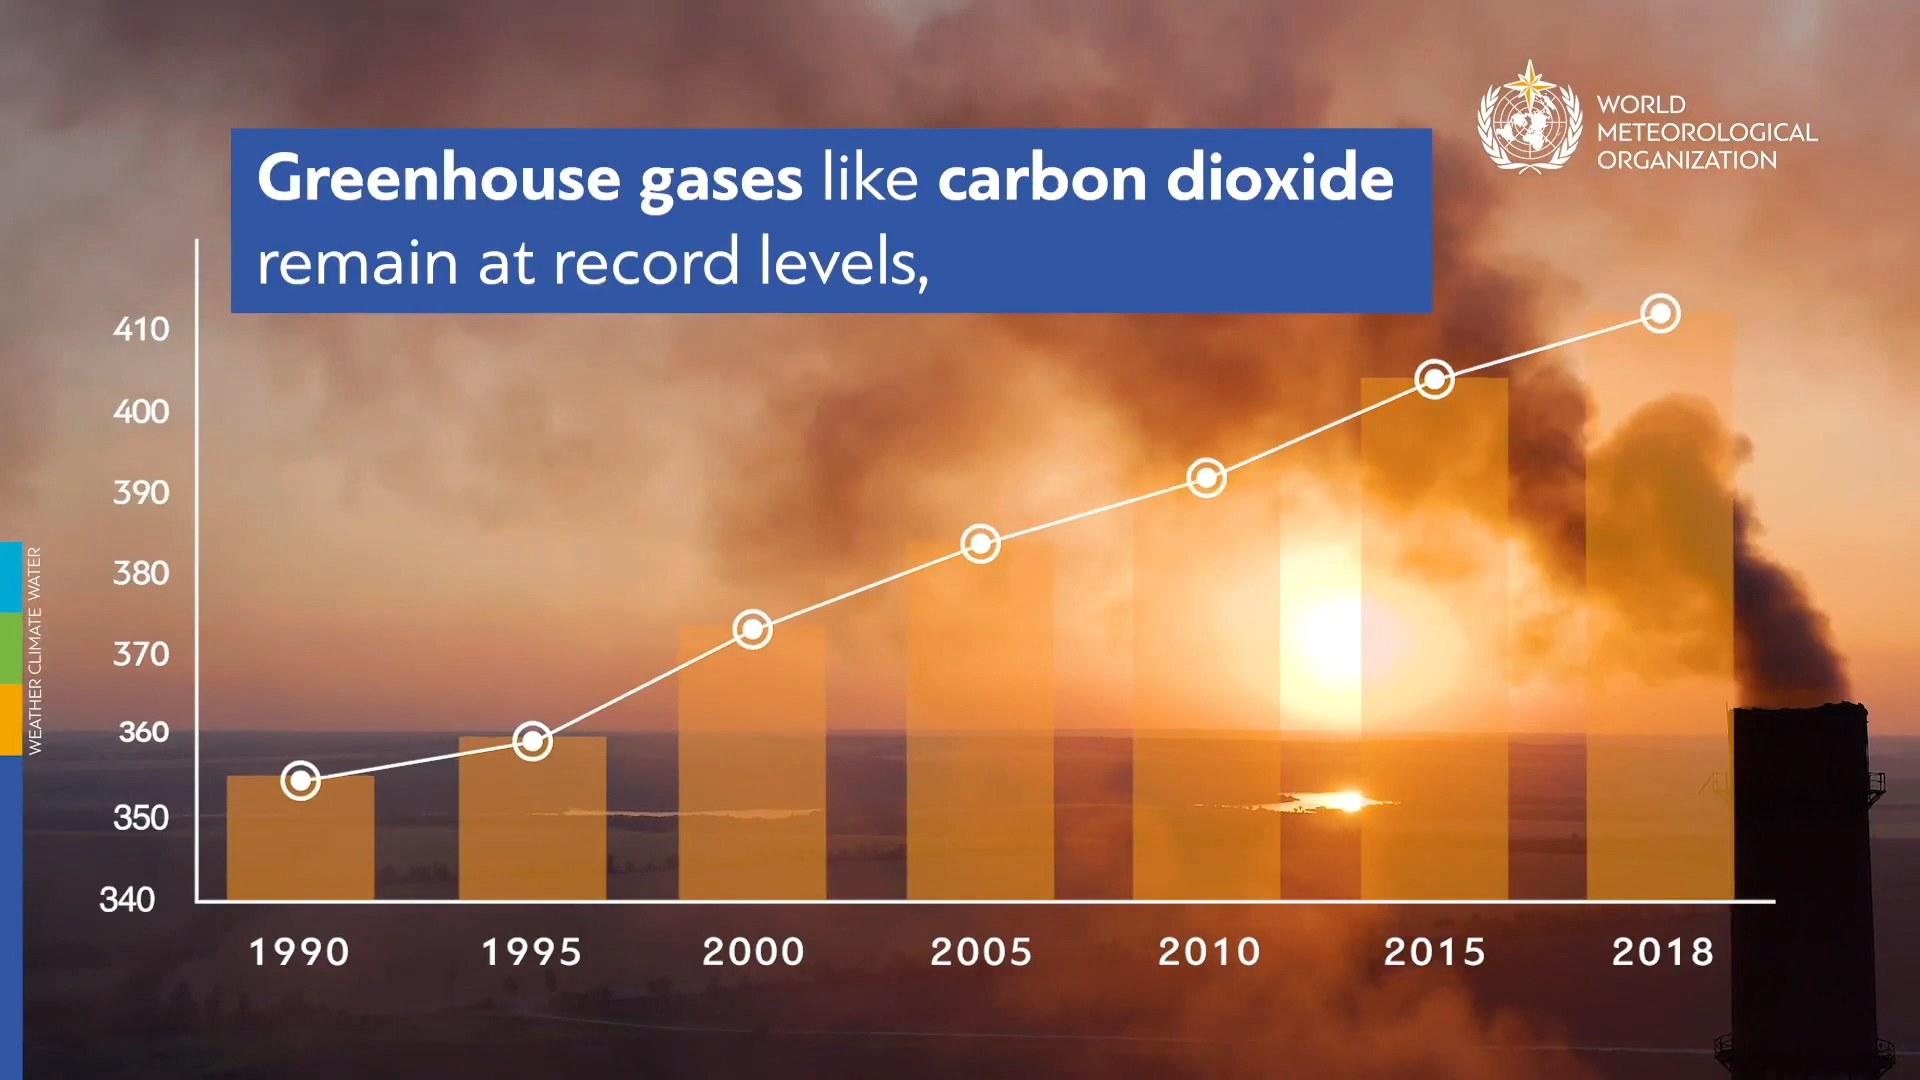 WORLD
METEOROLOGICAL
ORGANIZATION
Greenhouse gases like carbon dioxide
remain at record levels,
410
400
390
380
370
360
350
340
1990 1995 2000 2005 2010 2015 2018
WEATHER CLIMATE WATER